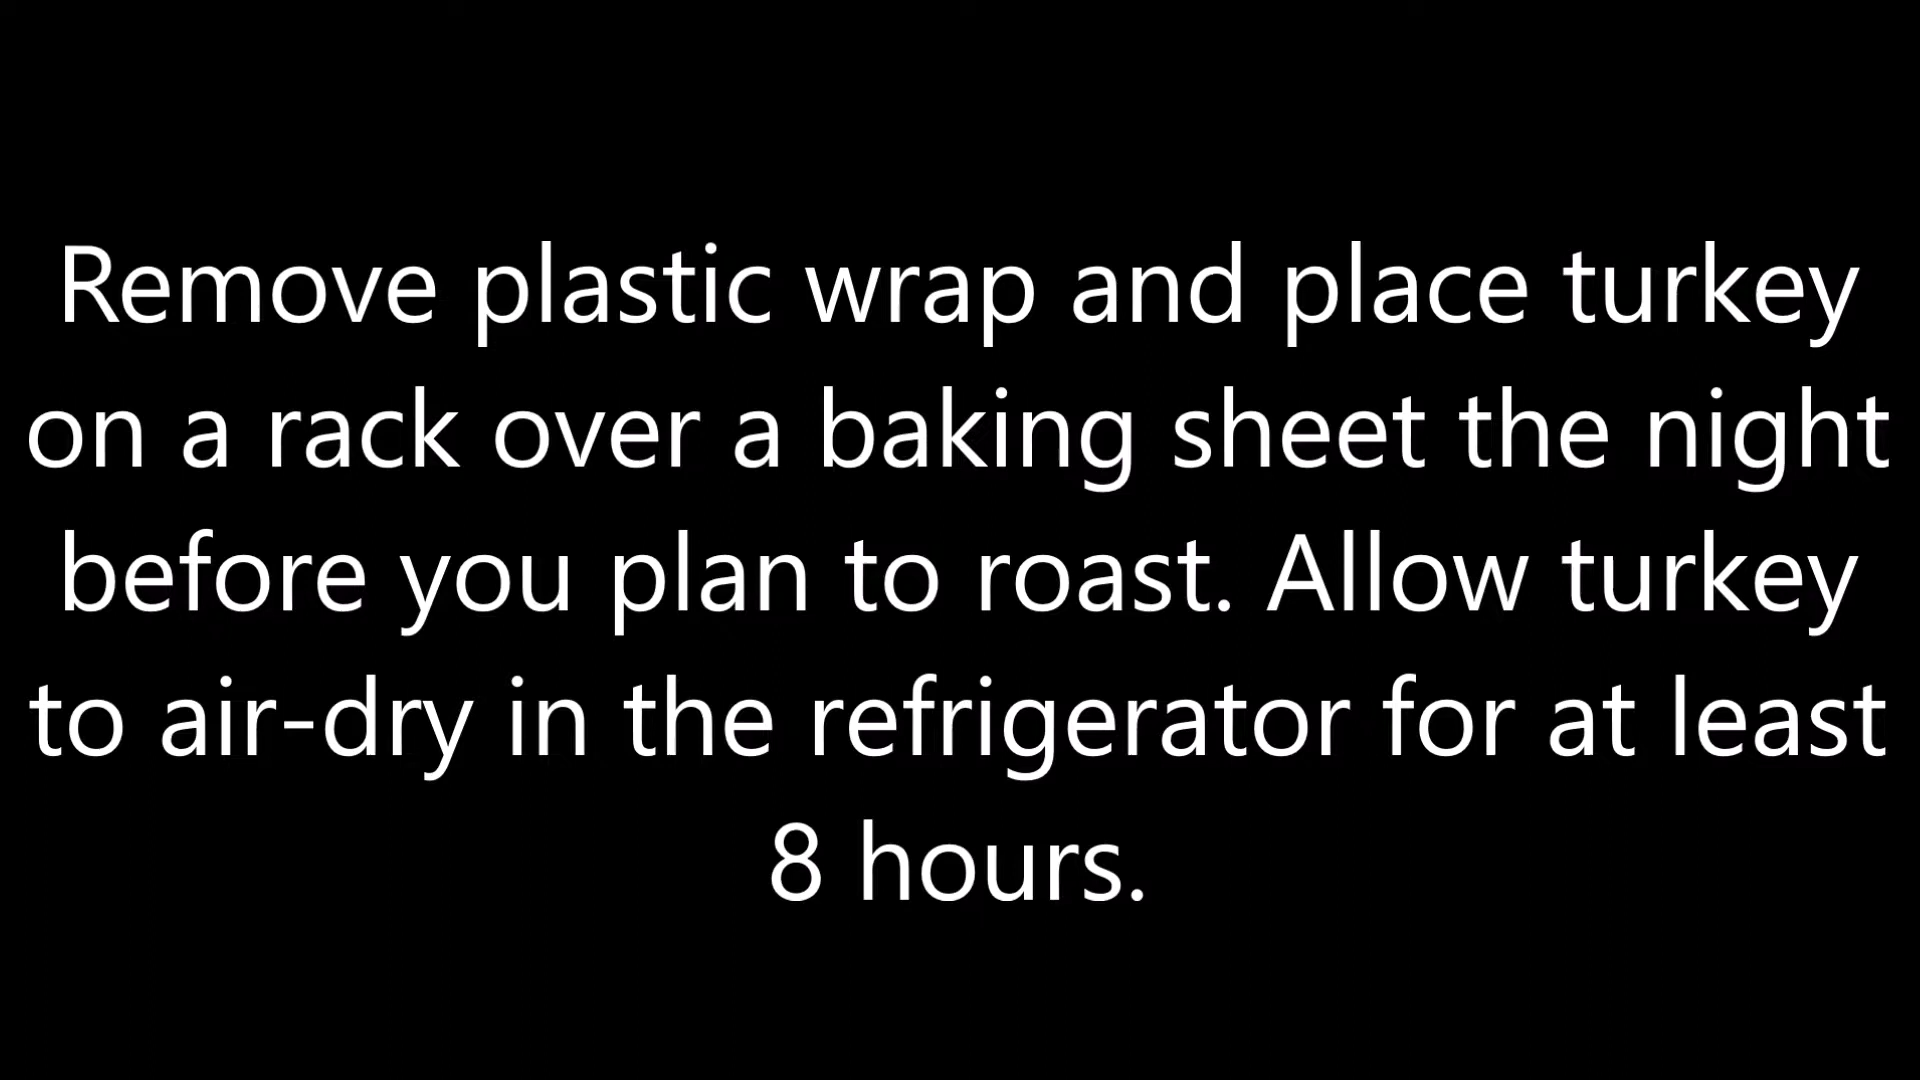 Remove plastic wrap and place turkey
on a rack over a baking sheet the night
before you plan to roast. Allow turkey
to air-dry in the refrigerator for at least
8 hours.